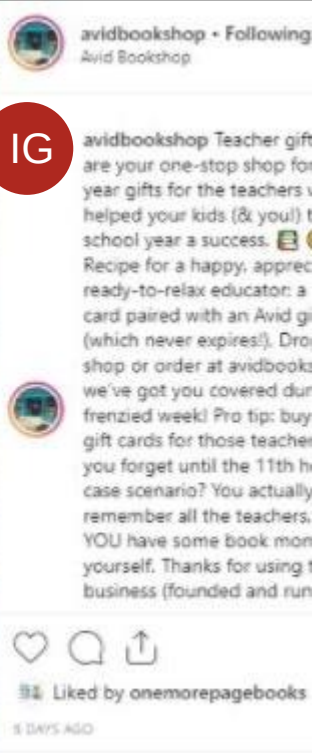 avidbookshop • Following
Avid Bookshop
IG
avidbookshop Teacher gift
are your one-stop shop for
year gifts for the teachers
helped your kids (& you!) t
school year a success.
Recipe for a happy, apprec
ready-to-relax educator: a
card paired with an Avid gi
(which never expires!). Dro
shop or order at avidbooks
we've got you covered dur
frenzied week! Pro tip: buy
gift cards for those teacher
you forget until the 11th h
case scenario? You actually
remember all the teachers,
YOU have some book mon
yourself. Thanks for using t
business (founded and run
Liked by onemorepagebooks
DAYS AGO